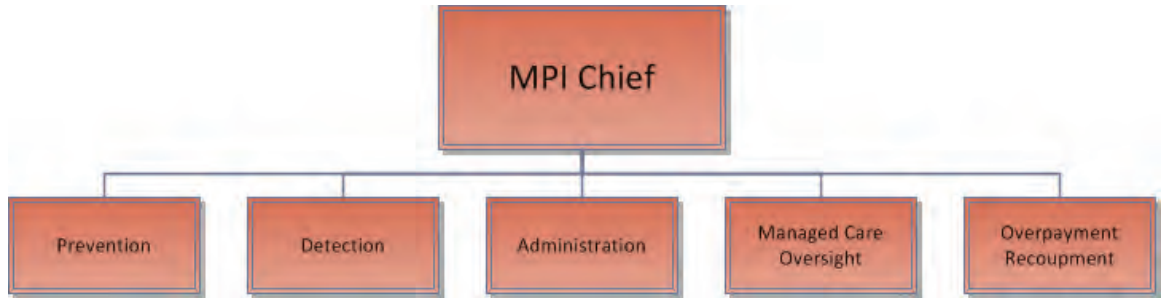 MPI Chief
Prevention
Detection
Administration
Managed Care
Oversight
Overpayment
Recoupment